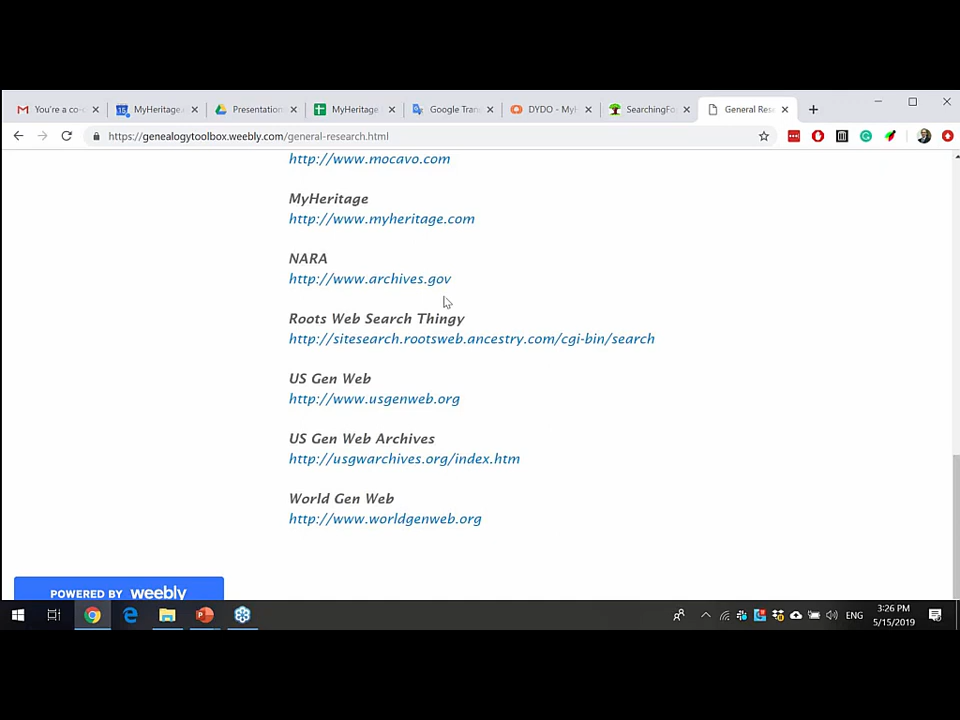 You're a co-
MyHeritage
Presentation
MyHeritage
Google Tran
DYDO - MyH
SearchingFo
General Rese
https://genealogytoolbox.weebly.com/general-research.html
http://www.mocavo.com
MyHeritage
http://www.myheritage.com
NARA
http://www.archives.gov
Roots Web Search Thingy
http://sitesearch.rootsweb.ancestry.com/cgi-bin/search
US Gen Web
http://www.usgenweb.org
US Gen Web Archives
http://usgwarchives.org/index.htm
World Gen Web
http://www.worldgenweb.org
POWERED BY weebly
ENG
3:26 PM
5/15/2019